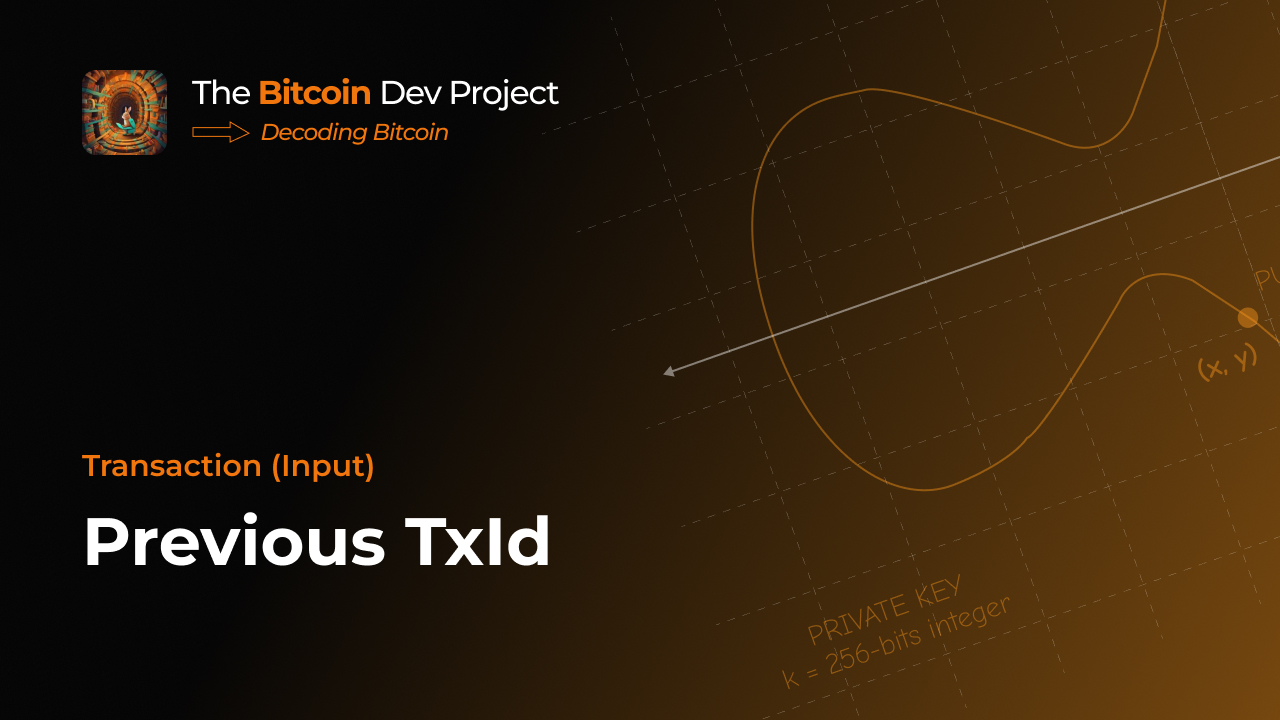 The Bitcoin Dev Project
Decoding Bitcoin
(x, y)
Transaction (Input)
Previous TxId
PRIVATE KEY
k = 256-bits integer